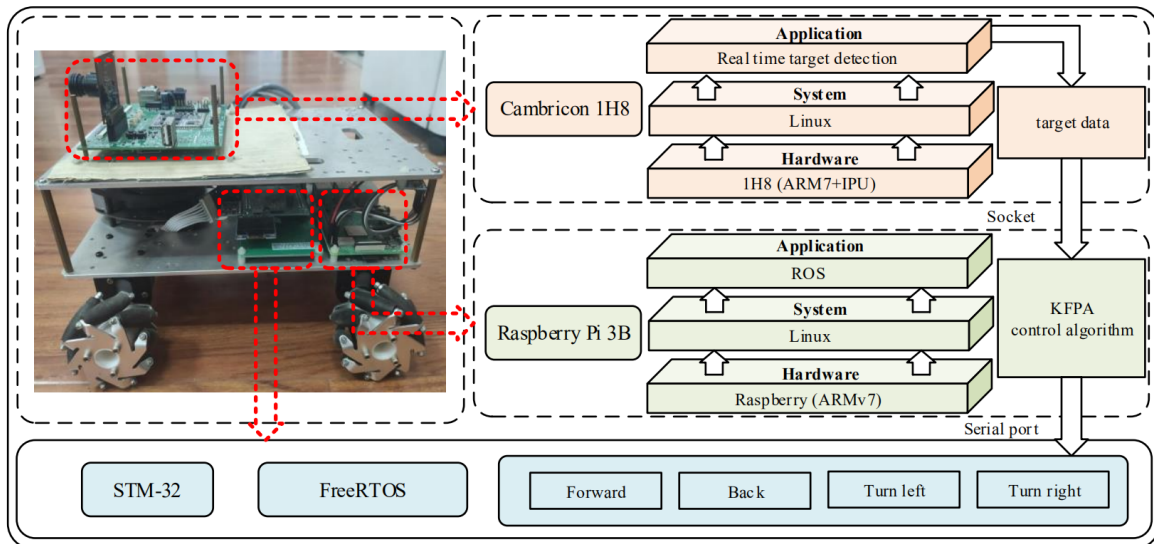 Application
Real time target detection
Cambricon 1H8
System
Linux
target data
Hardware
1H8 (ARM7+IPU)
Socket
Application
ROS
Raspberry Pi 3B
System
Linux
KFPA
control algorithm
Hardware
Raspberry (ARMv7)
Serial port
STM-32
FreeRTOS
Forward
Back
Turn left
Turn right